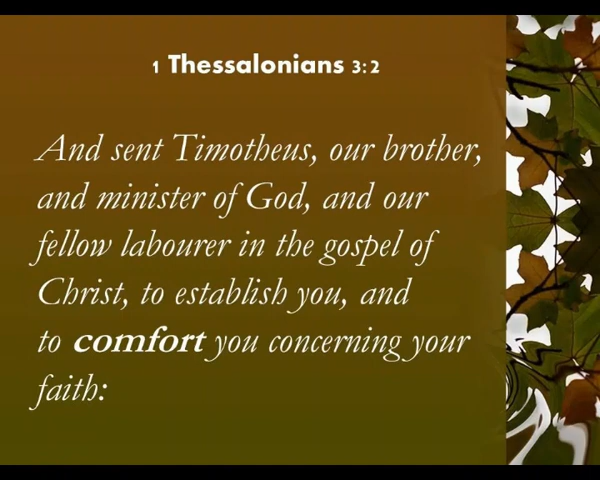 1 Thessalonians 3:2
And sent Timotheus, our brother,
and minister of God, and our
fellow labourer in the gospel of
Christ, to establish you, and
to comfort you concerning your
faith: